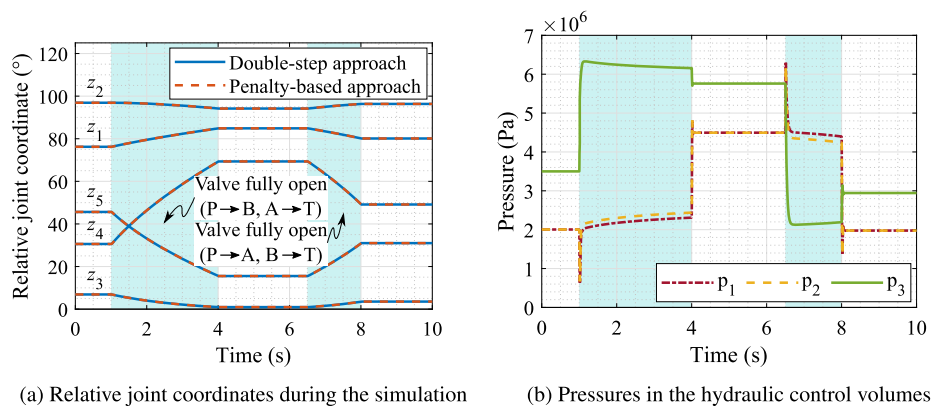 Relative joint coordinate (°)
120
100
80
60
40
20
0
0
2
4
6
8
10
Time (s)
Double-step approach
Penalty-based approach
z2
z1
z5
z4
z3
Valve fully open
(P→B, A→T)
Valve fully open
(P→A, B→T)
(a) Relative joint coordinates during the simulation
×10^6
Pressure (Pa)
7
6
5
4
3
2
1
0
0
2
4
6
8
10
Time (s)
p1 p2 p3
(b) Pressures in the hydraulic control volumes